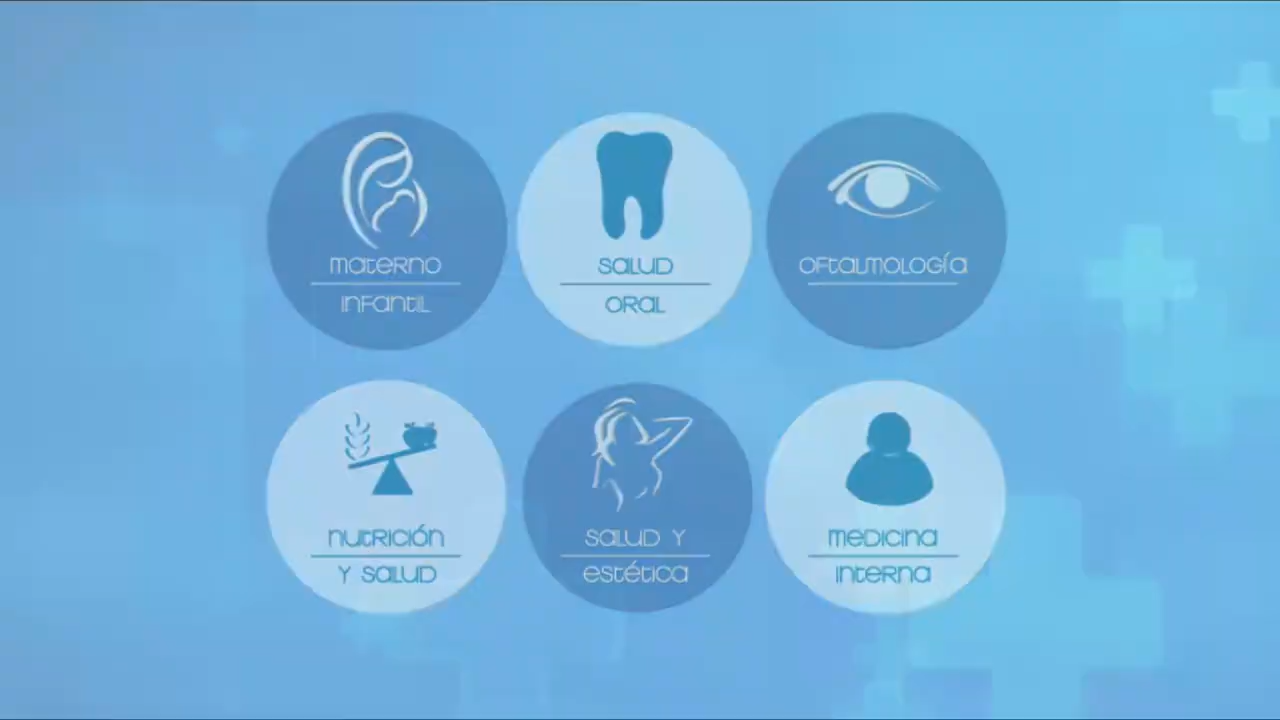 Materno
Infantil
Salud
Oral
Oftalmología
Nutrición
y Salud
Salud y
Estética
Medicina
Interna